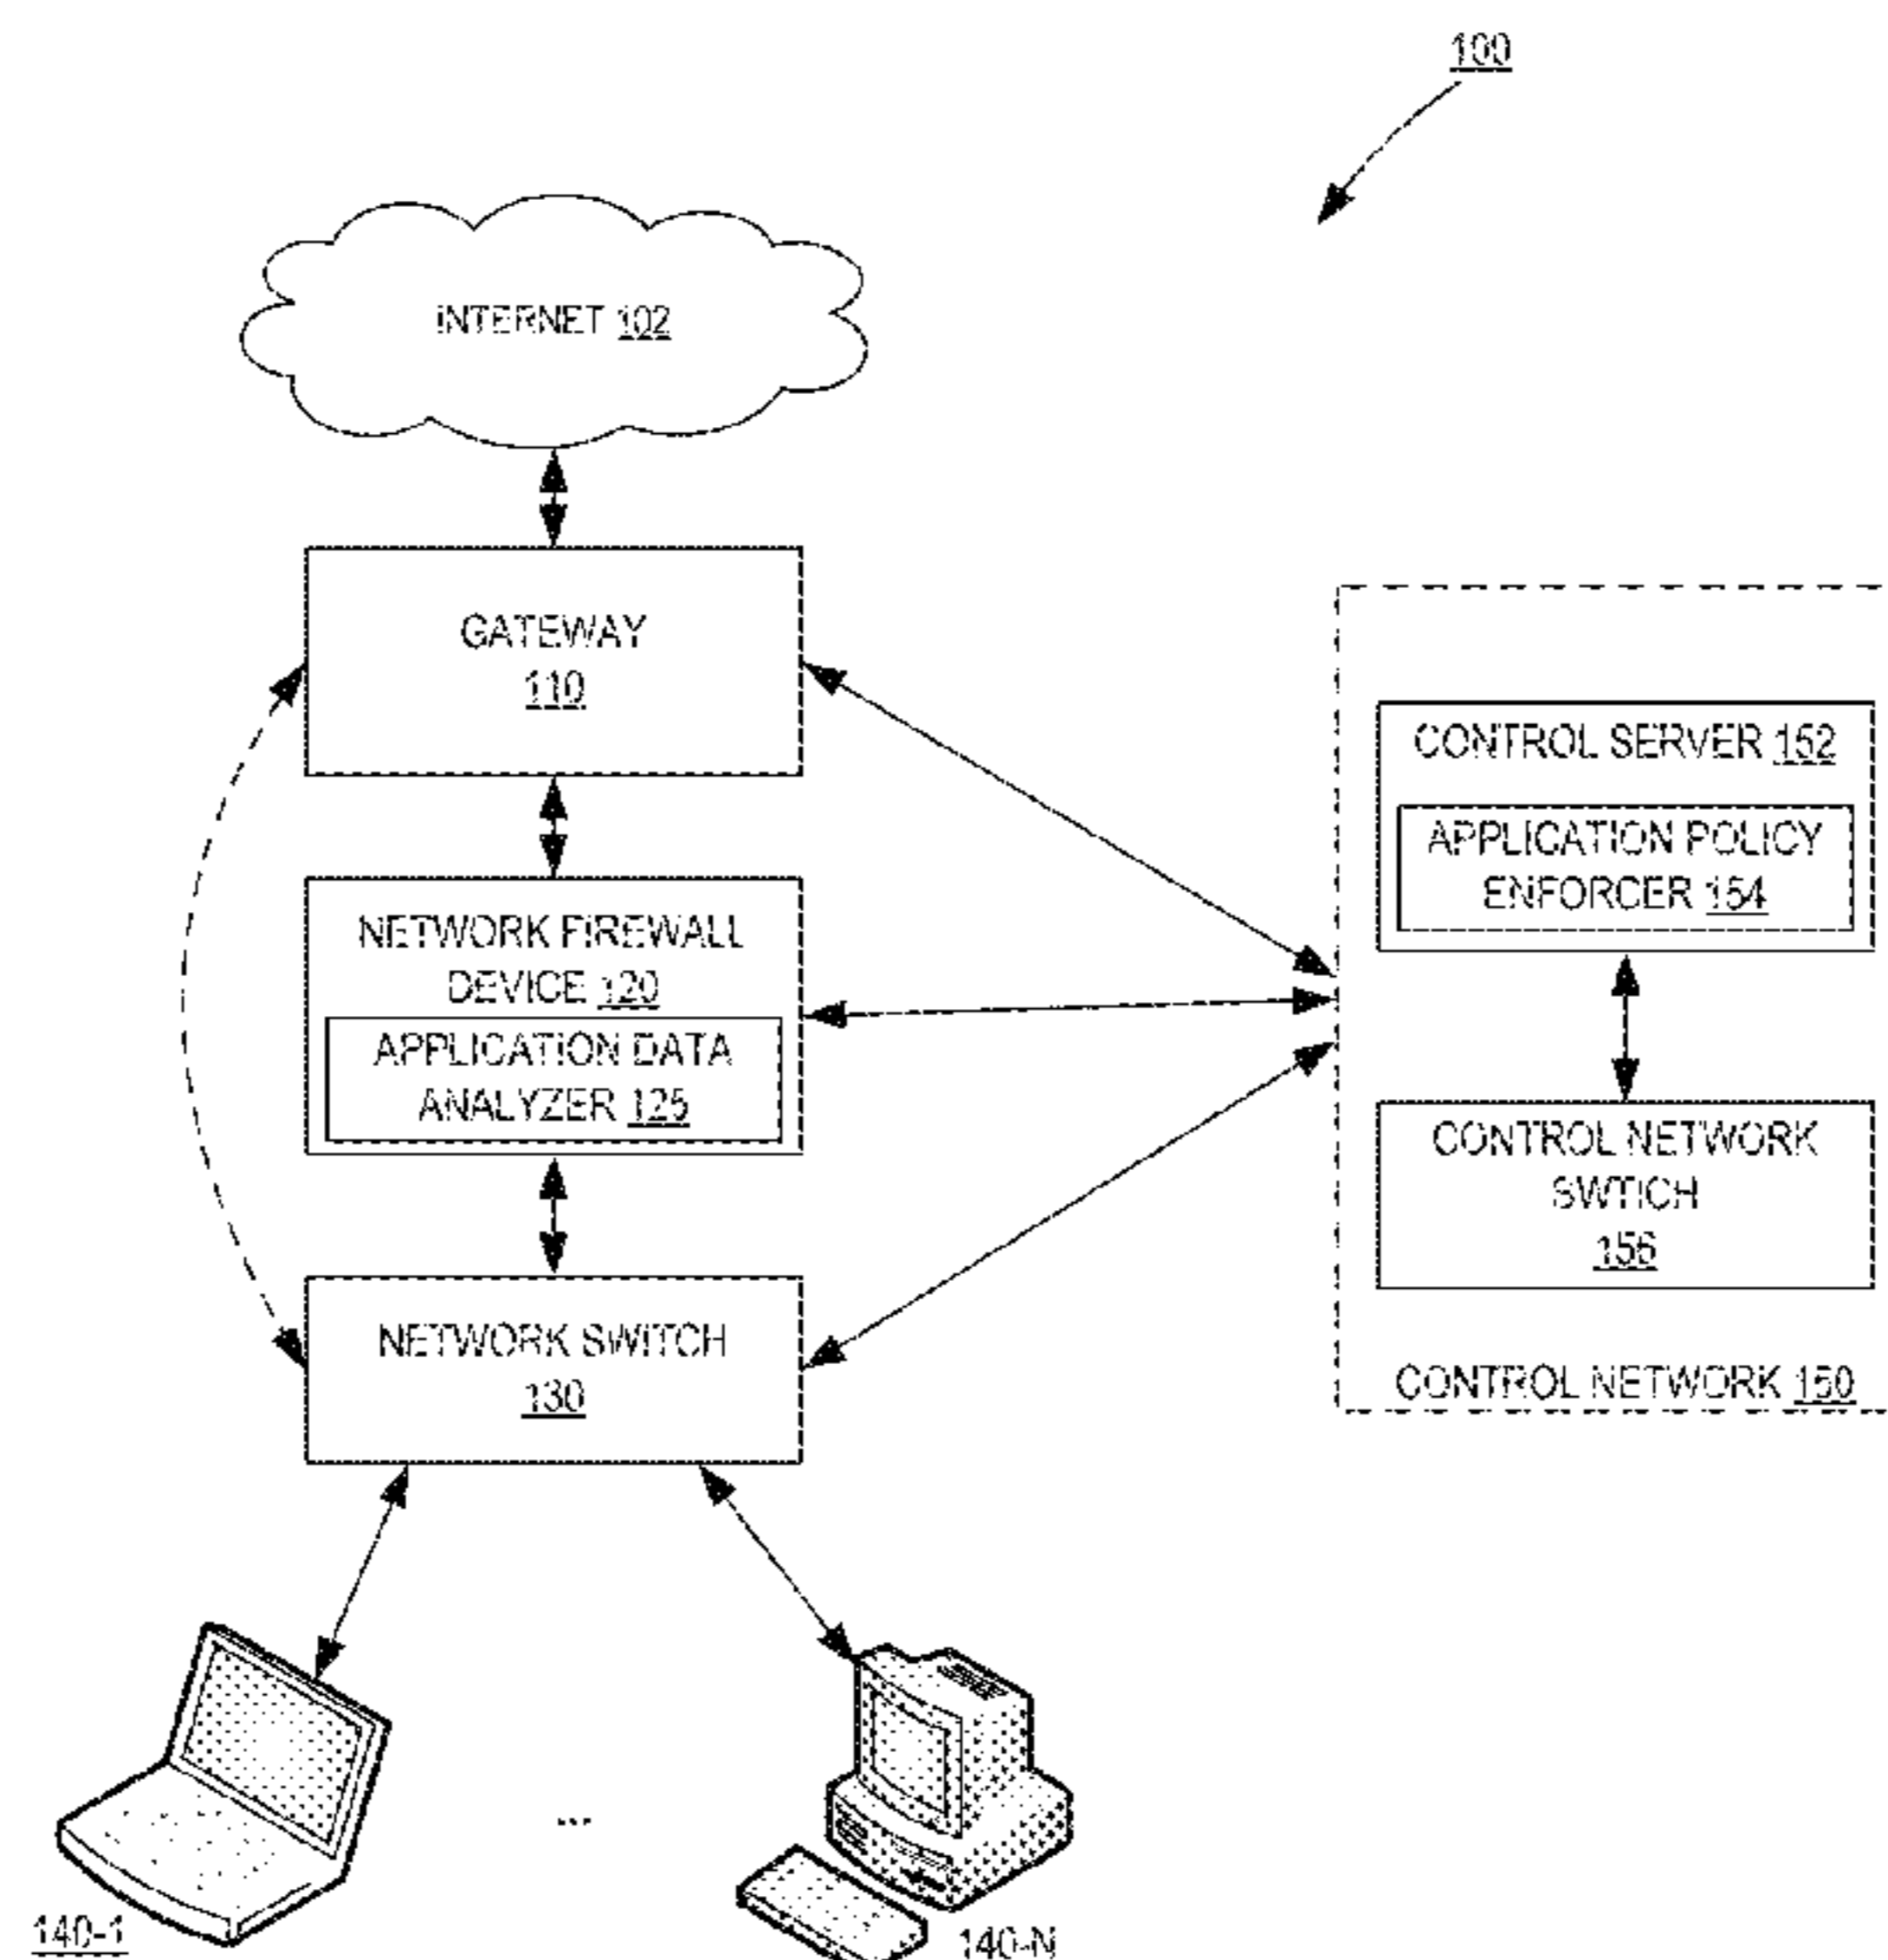 100
INTERNET 102
GATEWAY
110
CONTROL SERVER 152
APPLICATION POLICY
ENFORCER 154
NETWORK FIREWALL
DEVICE 120
APPLICATION DATA
ANALYZER 125
CONTROL NETWORK
SWTICH
156
NETWORK SWITCH
130
CONTROL NETWORK 150
...
140-1
140-N